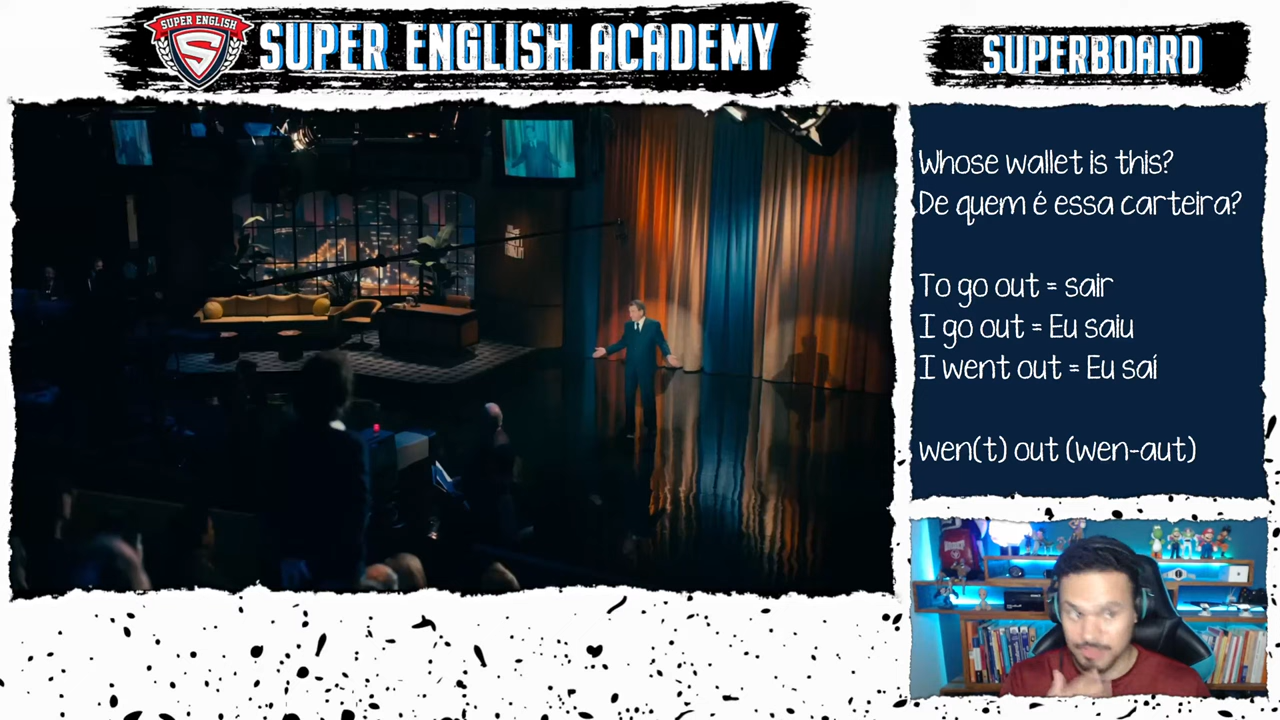 SUPER ENGLISH
SUPER ENGLISH ACADEMY
SUPERBOARD
Whose wallet is this?
De quem é essa carteira?
To go out = sair
I go out = Eu saiu
I went out = Eu saí
wen(t) out (wen-aut)